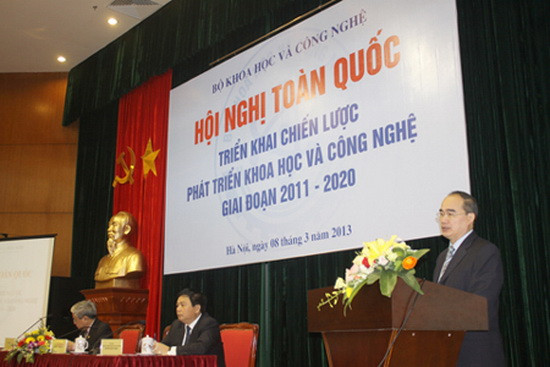 BỘ KHOA HỌC VÀ CÔNG NGHỆ
HỘI NGHỊ TOÀN QUỐC
TRIỂN KHAI CHIẾN LƯỢC
PHÁT TRIỂN KHOA HỌC VÀ CÔNG NGHỆ
GIAI ĐOẠN 2011 - 2020
Hà Nội, ngày 08 tháng 3 năm 2013